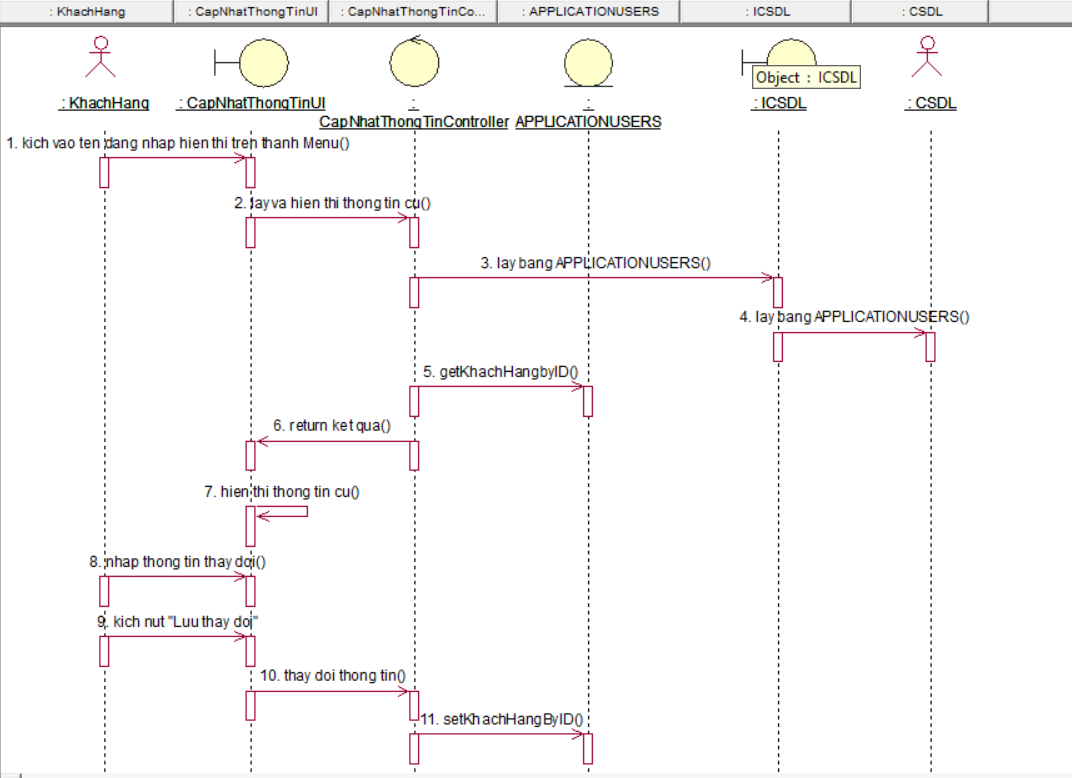 : KhachHang
: CapNhatThongTinUI
: CapNhatThongTinCo...
: APPLICATIONUSERS
: ICSDL
: CSDL
Object : ICSDL
: KhachHang
: CapNhatThongTinUI
:
CapNhatThongTinController
:
APPLICATIONUSERS
: ICSDL
: CSDL
1. kich vao ten dang nhap hien thi tren thanh Menu()
2. lay va hien thi thong tin cu()
3. lay bang APPLICATIONUSERS()
4. lay bang APPLICATIONUSERS()
5. getKhachHangbyID()
6. return ket qua()
7. hien thi thong tin cu()
8. nhap thong tin thay doi()
9. kich nut "Luu thay doi"
10. thay doi thong tin()
11. setKhachHangByID()